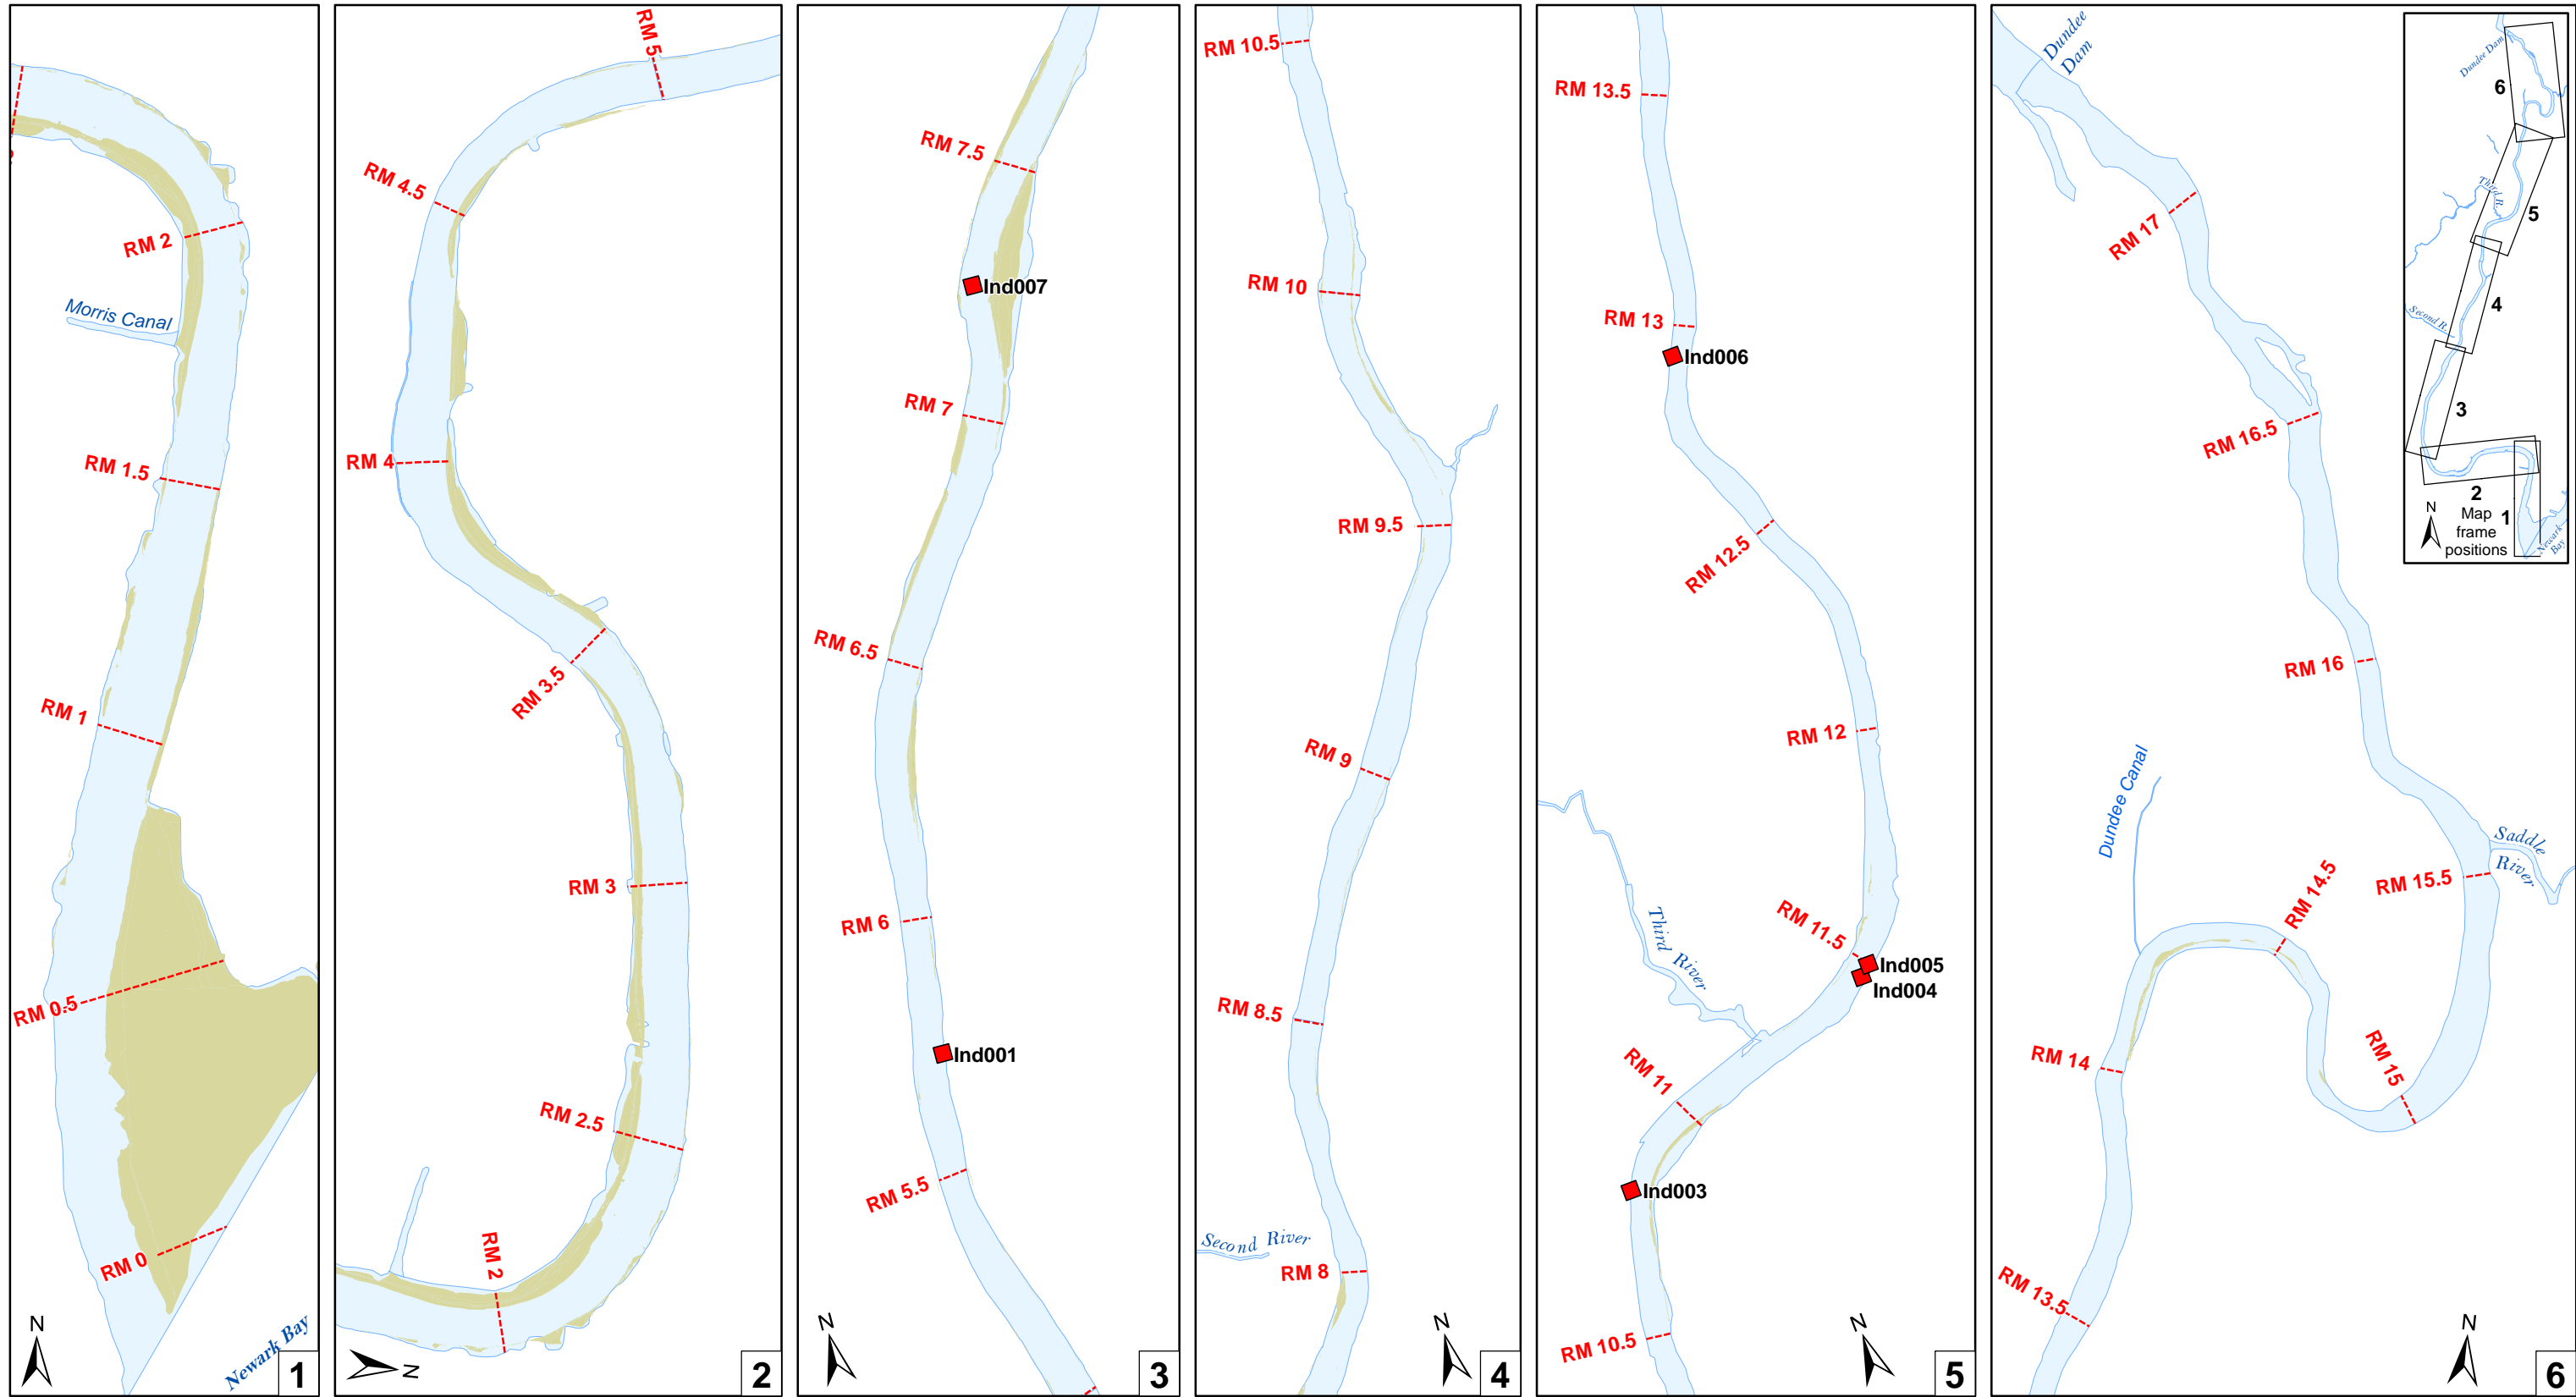 RM 2
Morris Canal
RM 1.5
RM 1
RM 0.5
RM 0
Newark Bay
N
1
RM 5
RM 4.5
RM 4
RM 3.5
RM 3
RM 2.5
RM 2
N
2
RM 7.5
Ind007
RM 7
RM 6.5
RM 6
Ind001
RM 5.5
N
3
RM 10.5
RM 10
RM 9.5
RM 9
RM 8.5
Second River
RM 8
N
4
RM 13.5
RM 13
Ind006
RM 12.5
RM 12
RM 11.5
Ind005
Ind004
Third River
RM 11
Ind003
RM 10.5
N
5
Dundee
Dam
RM 17
RM 16.5
RM 16
Dundee Canal
Saddle
River
RM 15.5
RM 14.5
RM 15
RM 14
RM 13.5
N
6
Dundee Dam
6
Third R.
5
4
Second R.
3
2
1
N
Map
frame
positions
Newark
Bay